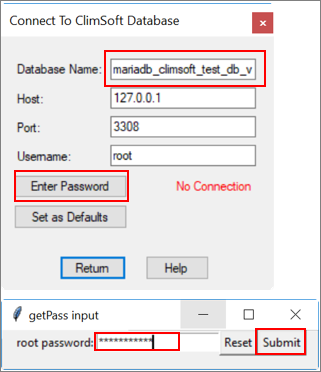 Connect To ClimSoft Database
Database Name: mariadb_climsoft_test_db_v
Host: 127.0.0.1
Port: 3308
Username: root
Enter Password No Connection
Set as Defaults
Return Help
getPass input
root password: *********** Reset Submit